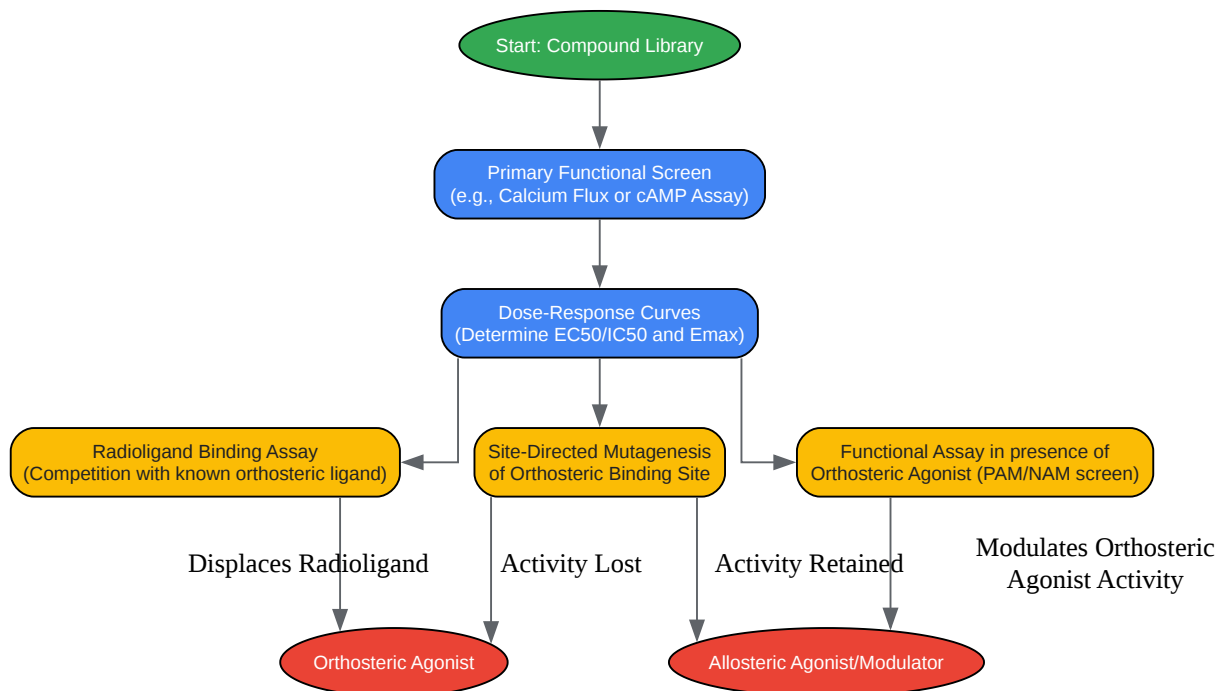 Start: Compound Library
Primary Functional Screen
(e.g., Calcium Flux or cAMP Assay)
Dose-Response Curves
(Determine EC50/IC50 and Emax)
Radioligand Binding Assay
(Competition with known orthosteric ligand)
Site-Directed Mutagenesis
of Orthosteric Binding Site
Functional Assay in presence of
Orthosteric Agonist (PAM/NAM screen)
Displaces Radioligand
Activity Lost
Activity Retained
Modulates Orthosteric
Agonist Activity
Orthosteric Agonist
Allosteric Agonist/Modulator